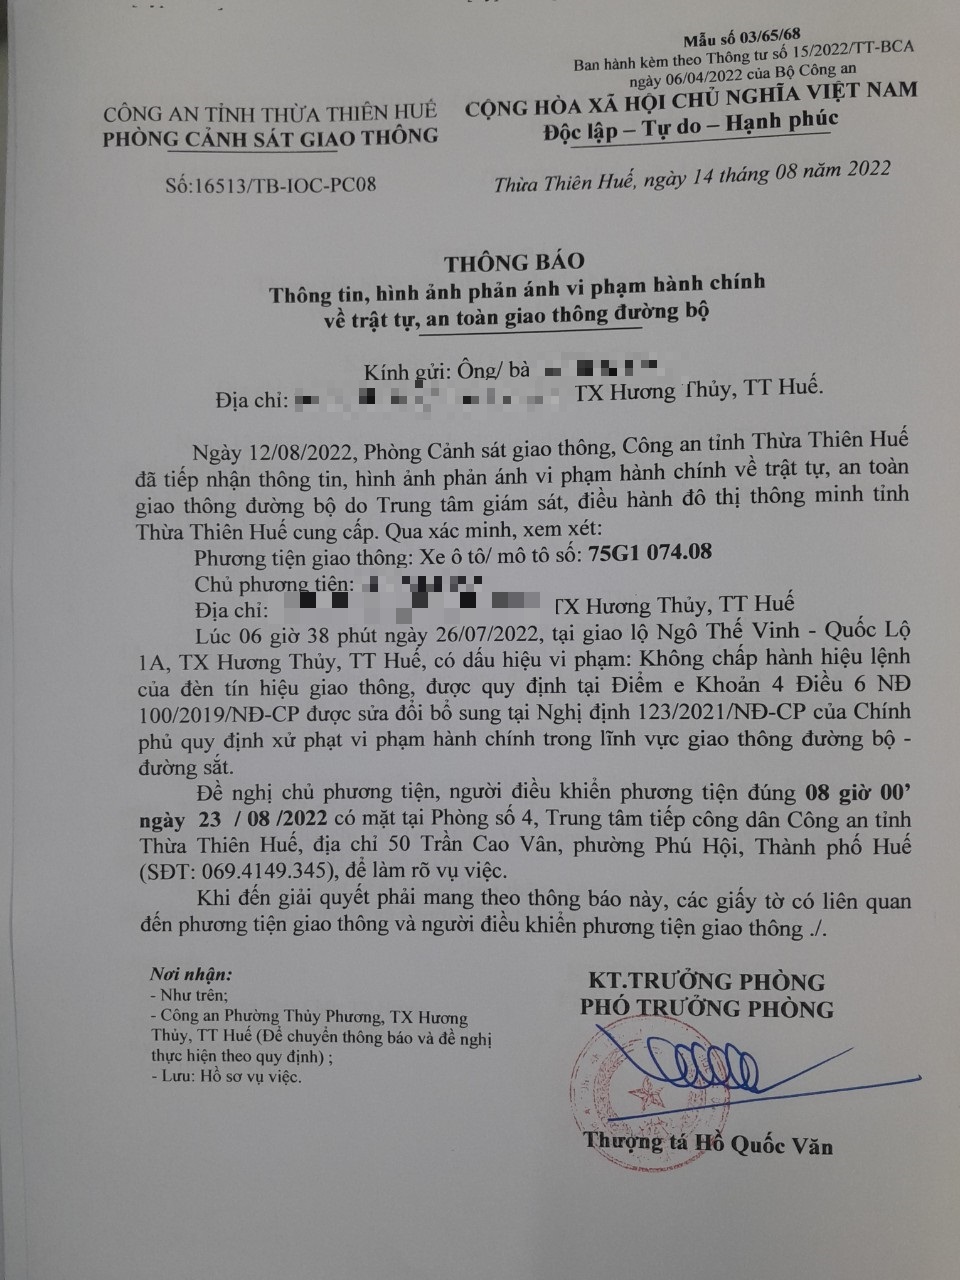 Mẫu số 03/65/68
Ban hành kèm theo Thông tư số 15/2022/TT-BCA
ngày 06/04/2022 của Bộ Công an
CÔNG AN TỈNH THỪA THIÊN HUẾ
PHÒNG CẢNH SÁT GIAO THÔNG
CỘNG HÒA XÃ HỘI CHỦ NGHĨA VIỆT NAM
Độc lập – Tự do – Hạnh phúc
Số:16513/TB-IOC-PC08
Thừa Thiên Huế, ngày 14 tháng 08 năm 2022
THÔNG BÁO
Thông tin, hình ảnh phản ánh vi phạm hành chính
về trật tự, an toàn giao thông đường bộ
Kính gửi: Ông/ bà
Địa chỉ: TX Hương Thủy, TT Huế.
Ngày 12/08/2022, Phòng Cảnh sát giao thông, Công an tỉnh Thừa Thiên Huế
đã tiếp nhận thông tin, hình ảnh phản ánh vi phạm hành chính về trật tự, an toàn
giao thông đường bộ do Trung tâm giám sát, điều hành đô thị thông minh tỉnh
Thừa Thiên Huế cung cấp. Qua xác minh, xem xét:
Phương tiện giao thông: Xe ô tô/ mô tô số: 75G1 074.08
Chủ phương tiện:
Địa chỉ: TX Hương Thủy, TT Huế
Lúc 06 giờ 38 phút ngày 26/07/2022, tại giao lộ Ngô Thế Vinh - Quốc Lộ
1A, TX Hương Thủy, TT Huế, có dấu hiệu vi phạm: Không chấp hành hiệu lệnh
của đèn tín hiệu giao thông, được quy định tại Điểm e Khoản 4 Điều 6 NĐ
100/2019/NĐ-CP được sửa đổi bổ sung tại Nghị định 123/2021/NĐ-CP của Chính
phủ quy định xử phạt vi phạm hành chính trong lĩnh vực giao thông đường bộ -
đường sắt.
Đề nghị chủ phương tiện, người điều khiển phương tiện đúng 08 giờ 00’
ngày 23 / 08 /2022 có mặt tại Phòng số 4, Trung tâm tiếp công dân Công an tỉnh
Thừa Thiên Huế, địa chỉ 50 Trần Cao Vân, phường Phú Hội, Thành phố Huế
(SĐT: 069.4149.345), để làm rõ vụ việc.
Khi đến giải quyết phải mang theo thông báo này, các giấy tờ có liên quan
đến phương tiện giao thông và người điều khiển phương tiện giao thông ./.
Nơi nhận:
- Như trên;
- Công an Phường Thủy Phương, TX Hương
Thủy, TT Huế (Để chuyển thông báo và đề nghị
thực hiện theo quy định) ;
- Lưu: Hồ sơ vụ việc.
KT.TRƯỞNG PHÒNG
PHÓ TRƯỞNG PHÒNG
Thượng tá Hồ Quốc Văn